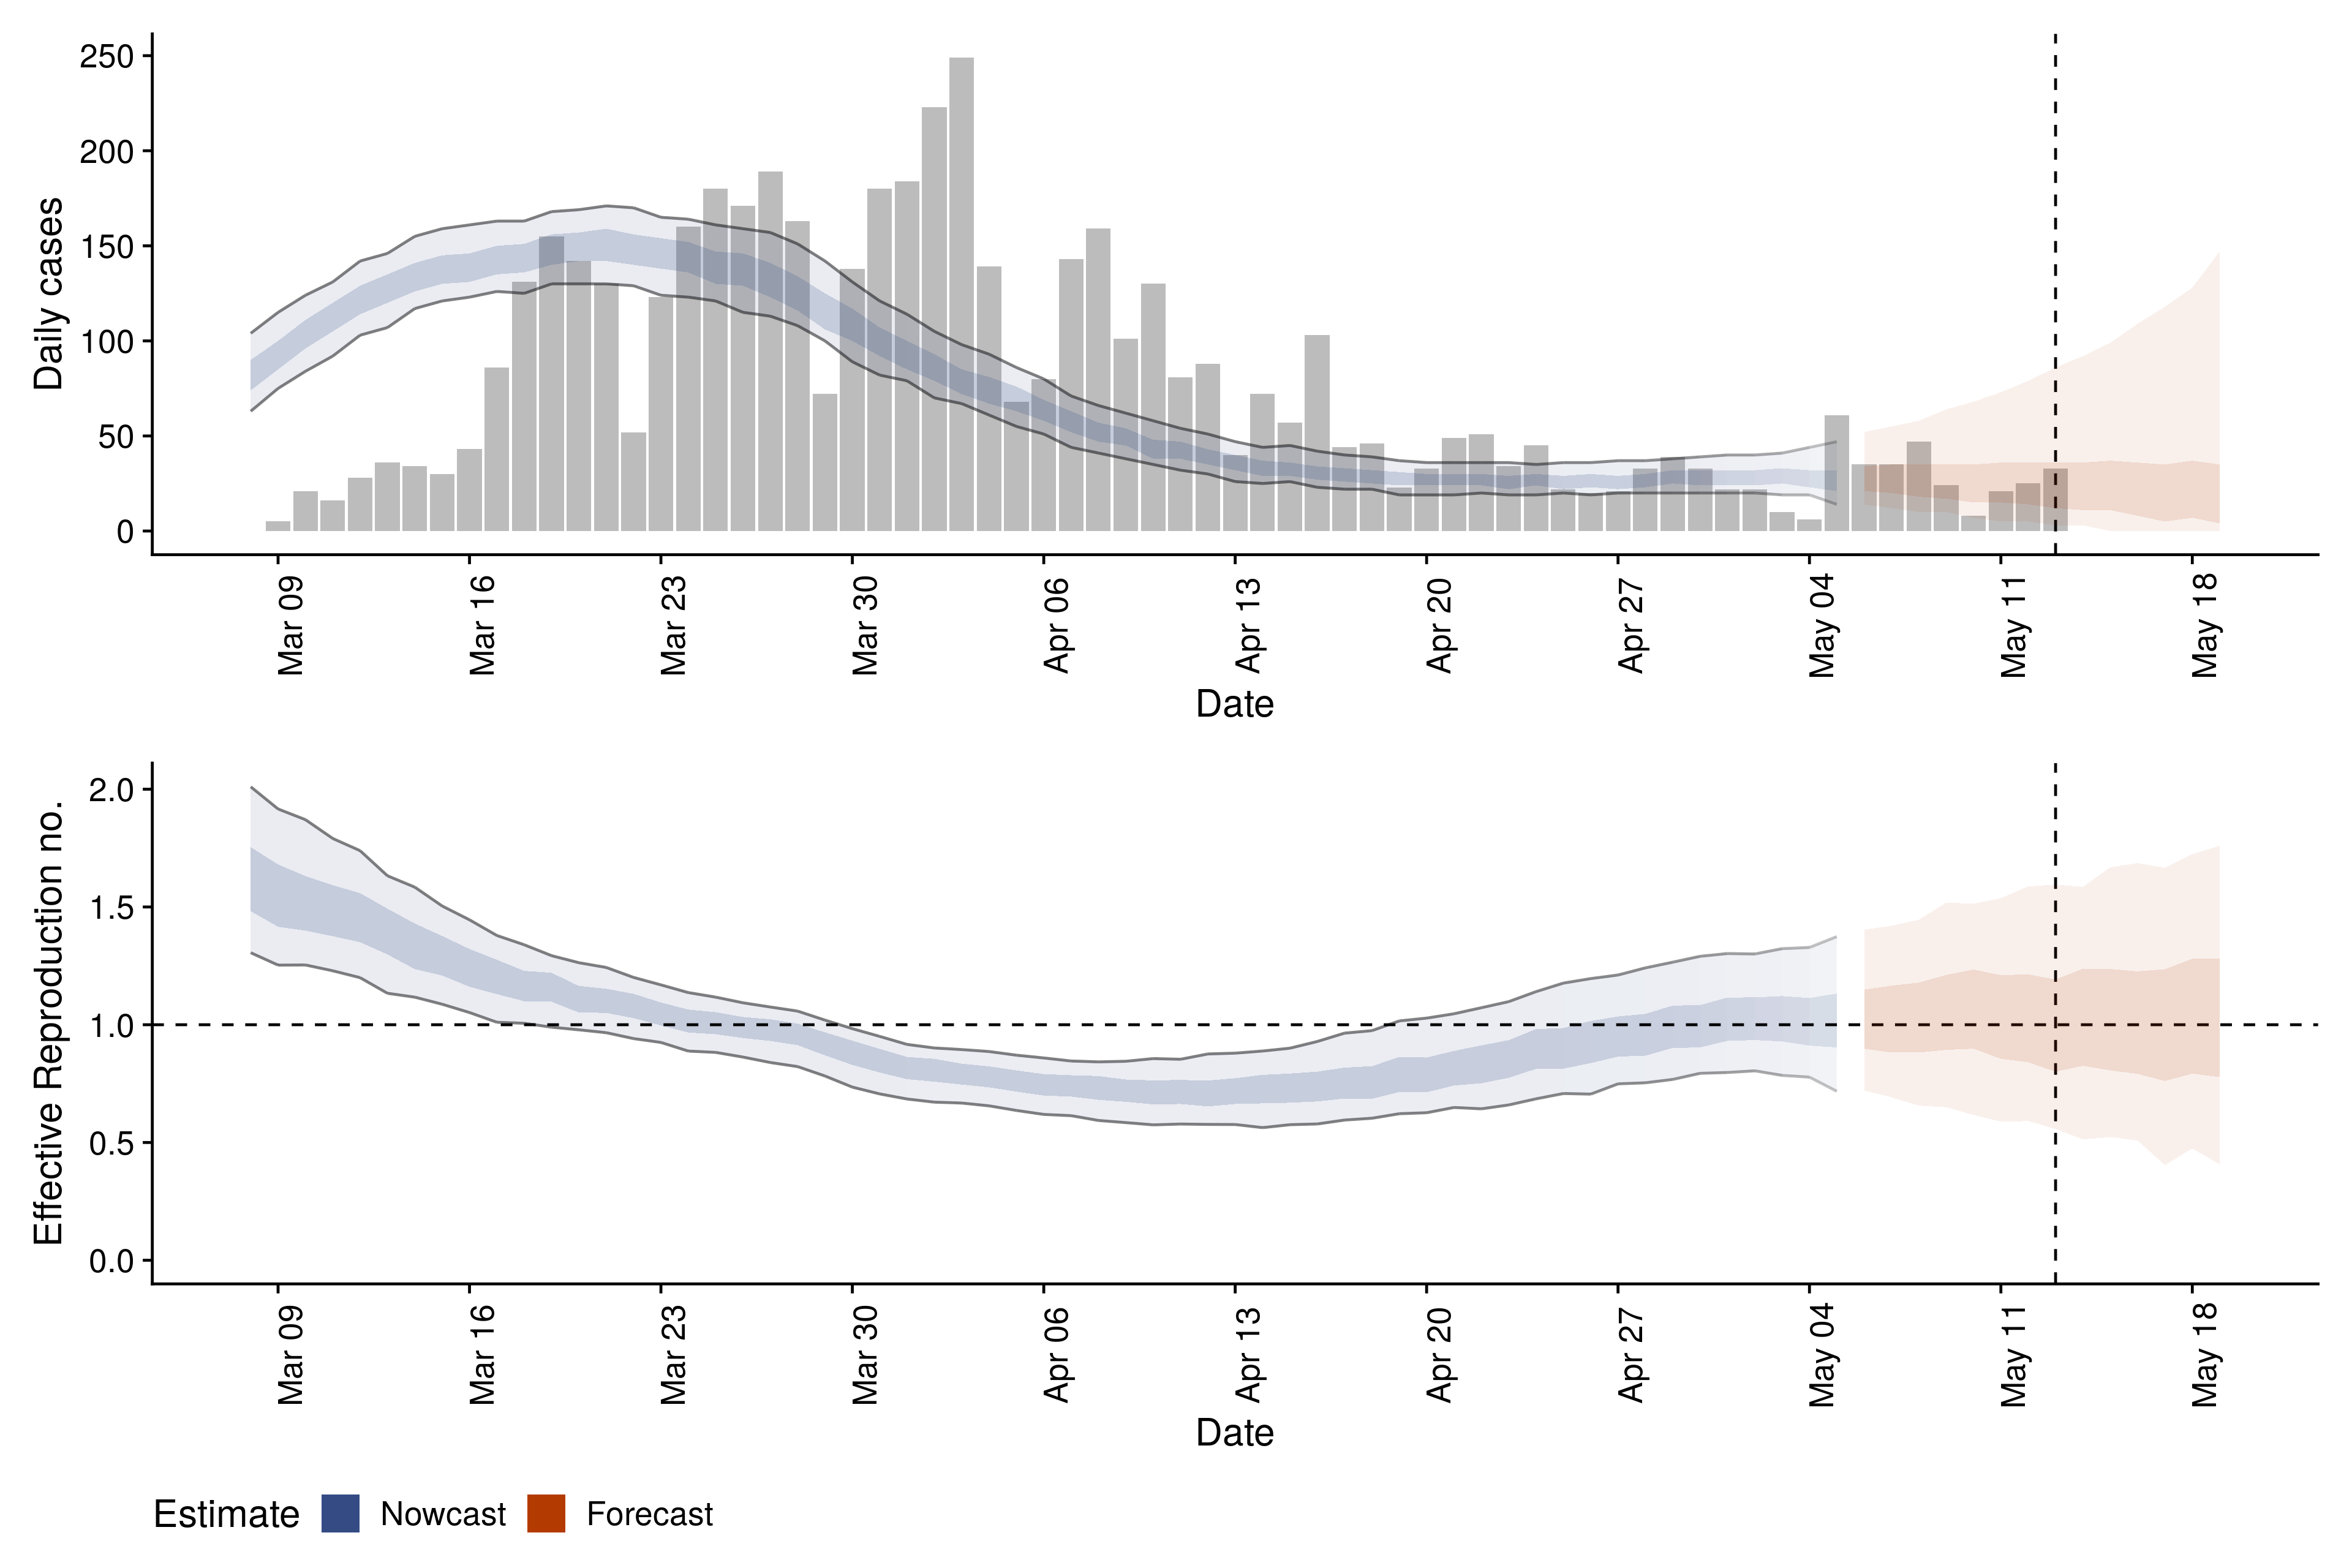 250
200
150
100
50
0
Daily cases
Mar 09 Mar 16 Mar 23 Mar 30 Apr 06 Apr 13 Apr 20 Apr 27 May 04 May 11 May 18
Date
2.0
1.5
1.0
0.5
0.0
Effective Reproduction no.
Mar 09 Mar 16 Mar 23 Mar 30 Apr 06 Apr 13 Apr 20 Apr 27 May 04 May 11 May 18
Date
Estimate Nowcast Forecast